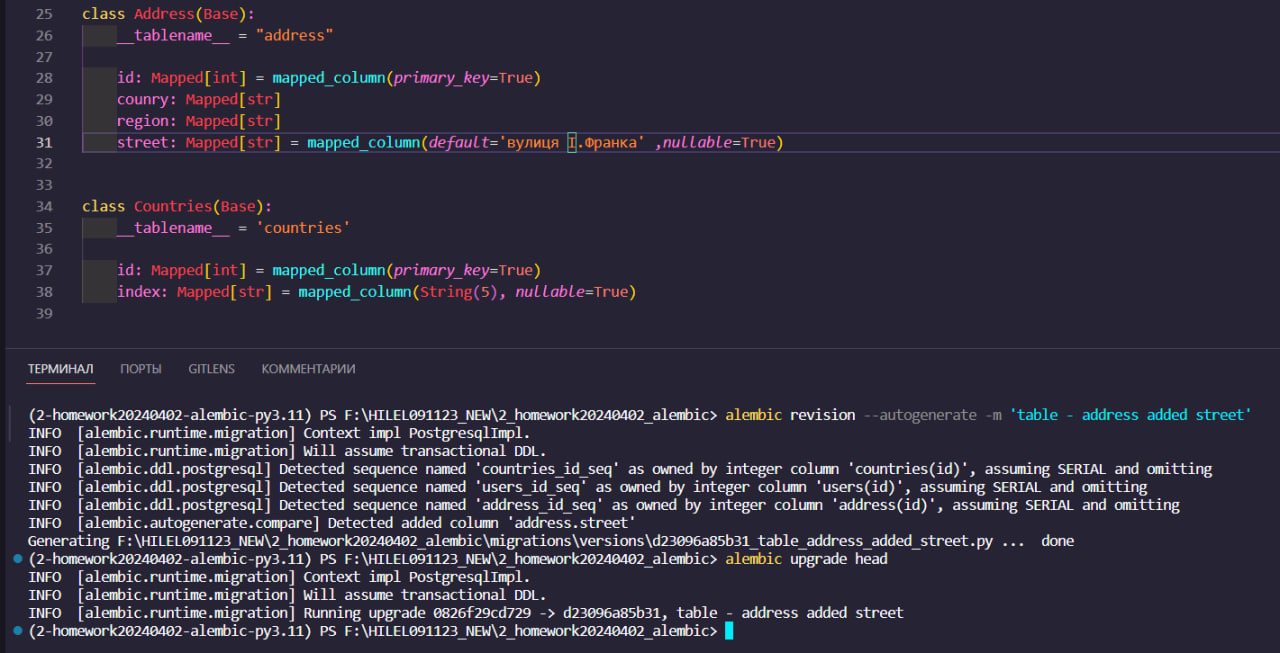 25 class Address(Base):
26 __tablename__ = "address"
27
28 id: Mapped[int] = mapped_column(primary_key=True)
29 counry: Mapped[str]
30 region: Mapped[str]
31 street: Mapped[str] = mapped_column(default='вулиця І.Франка' ,nullable=True)
32
33
34 class Countries(Base):
35 __tablename__ = 'countries'
36
37 id: Mapped[int] = mapped_column(primary_key=True)
38 index: Mapped[str] = mapped_column(String(5), nullable=True)
39
ТЕРМИНАЛ ПОРТЫ GITLENS КОММЕНТАРИИ
(2-homework20240402-alembic-py3.11) PS F:\HILEL091123_NEW\2_homework20240402_alembic> alembic revision --autogenerate -m 'table - address added street'
INFO [alembic.runtime.migration] Context impl PostgresqlImpl.
INFO [alembic.runtime.migration] Will assume transactional DDL.
INFO [alembic.ddl.postgresql] Detected sequence named 'countries_id_seq' as owned by integer column 'countries(id)', assuming SERIAL and omitting
INFO [alembic.ddl.postgresql] Detected sequence named 'users_id_seq' as owned by integer column 'users(id)', assuming SERIAL and omitting
INFO [alembic.ddl.postgresql] Detected sequence named 'address_id_seq' as owned by integer column 'address(id)', assuming SERIAL and omitting
INFO [alembic.autogenerate.compare] Detected added column 'address.street'
Generating F:\HILEL091123_NEW\2_homework20240402_alembic\migrations\versions\d23096a85b31_table_address_added_street.py ... done
(2-homework20240402-alembic-py3.11) PS F:\HILEL091123_NEW\2_homework20240402_alembic> alembic upgrade head
INFO [alembic.runtime.migration] Context impl PostgresqlImpl.
INFO [alembic.runtime.migration] Will assume transactional DDL.
INFO [alembic.runtime.migration] Running upgrade 0826f29cd729 -> d23096a85b31, table - address added street
(2-homework20240402-alembic-py3.11) PS F:\HILEL091123_NEW\2_homework20240402_alembic>